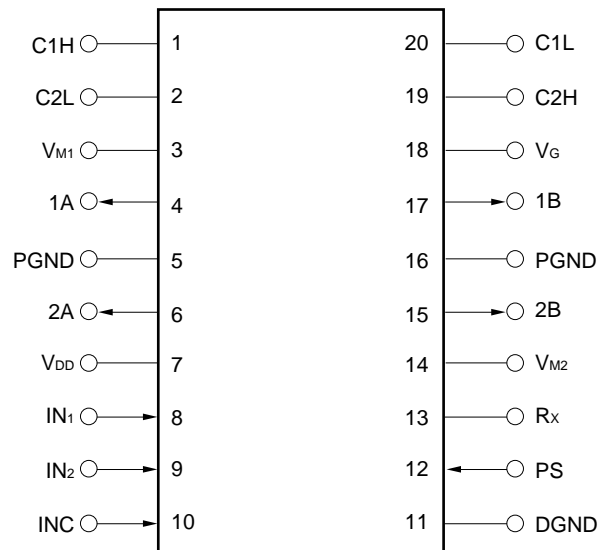 C1H 1 20 C1L
C2L 2 19 C2H
VM1 3 18 VG
1A 4 17 1B
PGND 5 16 PGND
2A 6 15 2B
VDD 7 14 VM2
IN1 8 13 RX
IN2 9 12 PS
INC 10 11 DGND